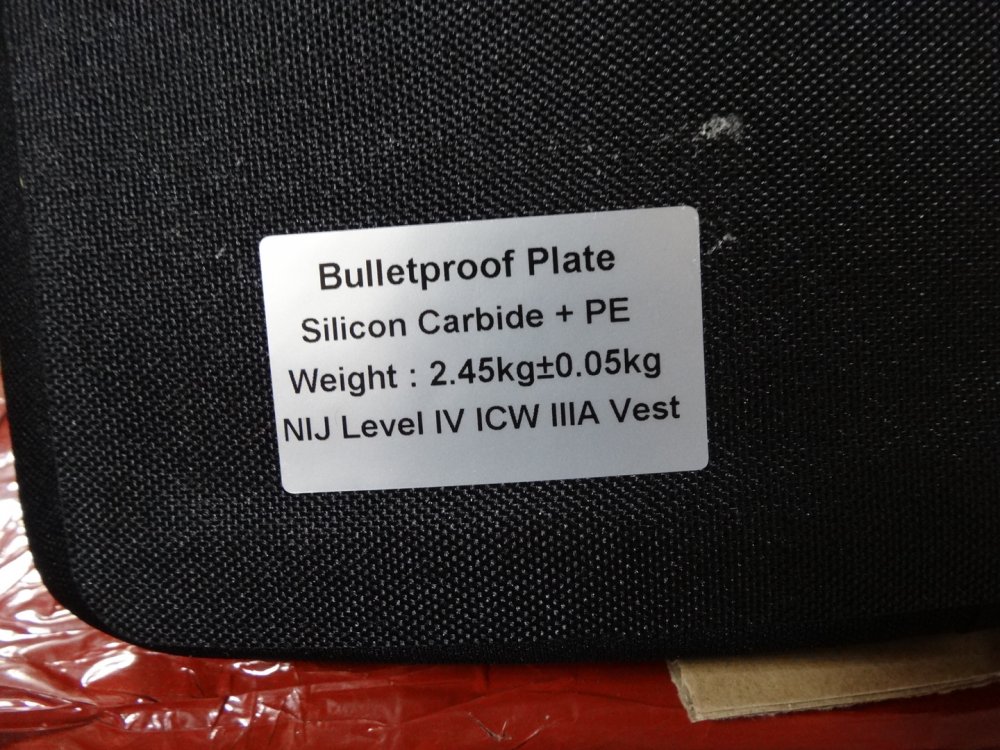 Bulletproof Plate
Silicon Carbide + PE
Weight : 2.45kg±0.05kg
NIJ Level IV ICW IIIA Vest